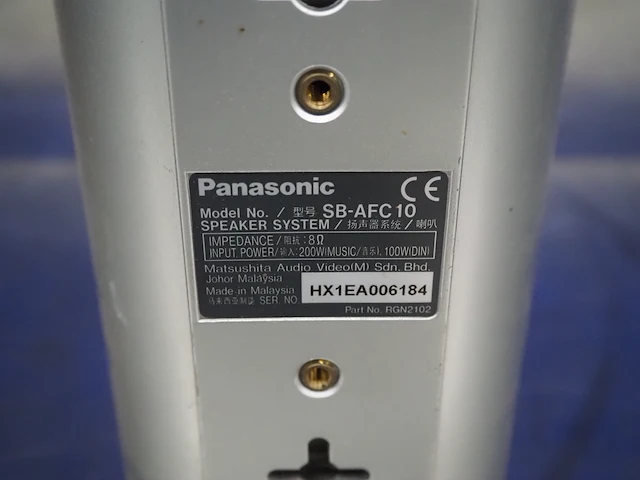 Panasonic CE
Model No. / 型号 SB-AFC10
SPEAKER SYSTEM / 扬声器系统 / 喇叭
IMPEDANCE / 阻抗: 8Ω
INPUT POWER / 输入: 200W(MUSIC/音乐), 100W(DIN)
Matsushita Audio Video(M) Sdn. Bhd.
Johor Malaysia
Made in Malaysia
马来西亚制造 SER NO. HX1EA006184
Part No. RGN2102